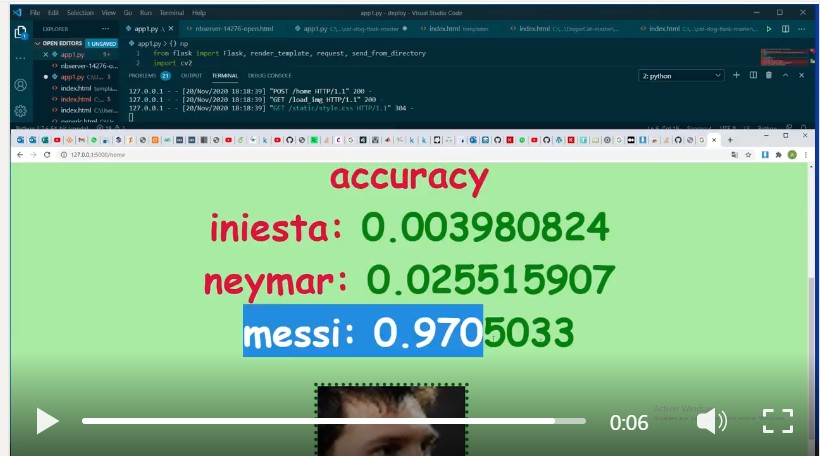 File Edit Selection View Go Run Terminal Help
app1.py - deploy - Visual Studio Code
EXPLORER
app1.py
nbserver-14276-open.html
app1.py
index.html
index.html
index.html
OPEN EDITORS 1 UNSAVED
app1.py 9+
app1.py > {} np
nbserver-14276-o...
1 from flask import Flask, render_template, request, send_from_directory
app1.py
2 import cv2
index.html
PROBLEMS 21 OUTPUT TERMINAL DEBUG CONSOLE
2: python
index.html
127.0.0.1 - - [20/Nov/2020 18:18:39] "POST /home HTTP/1.1" 200 -
127.0.0.1 - - [20/Nov/2020 18:18:39] "GET /load_img HTTP/1.1" 200 -
index.html
127.0.0.1 - - [20/Nov/2020 18:18:39] "GET /static/style.css HTTP/1.1" 304 -
127.0.0.1:5000/home
accuracy
iniesta: 0.003980824
neymar: 0.025515907
messi: 0.9705033
0:06